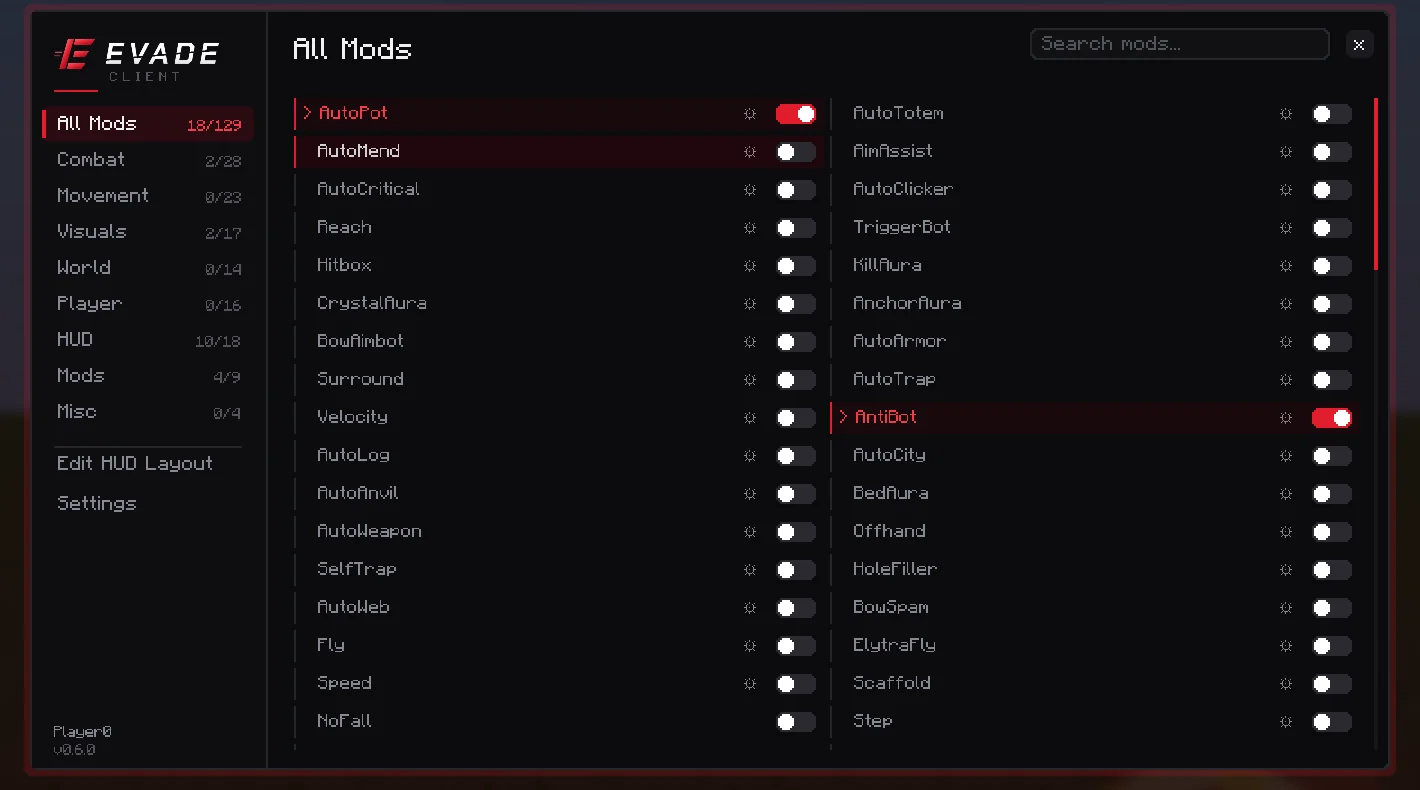 EVADE
CLIENT
All Mods 18/129
Combat 2/28
Movement 0/23
Visuals 2/17
World 0/14
Player 0/16
HUD 10/18
Mods 4/9
Misc 0/4
Edit HUD Layout
Settings
Player0
v0.6.0
All Mods
Search mods...
x
> AutoPot
AutoTotem
AutoMend
AimAssist
AutoCritical
AutoClicker
Reach
TriggerBot
Hitbox
KillAura
CrystalAura
AnchorAura
BowAimbot
AutoArmor
Surround
AutoTrap
Velocity
> AntiBot
AutoLog
AutoCity
AutoAnvil
BedAura
AutoWeapon
Offhand
SelfTrap
HoleFiller
AutoWeb
BowSpam
Fly
ElytraFly
Speed
Scaffold
NoFall
Step